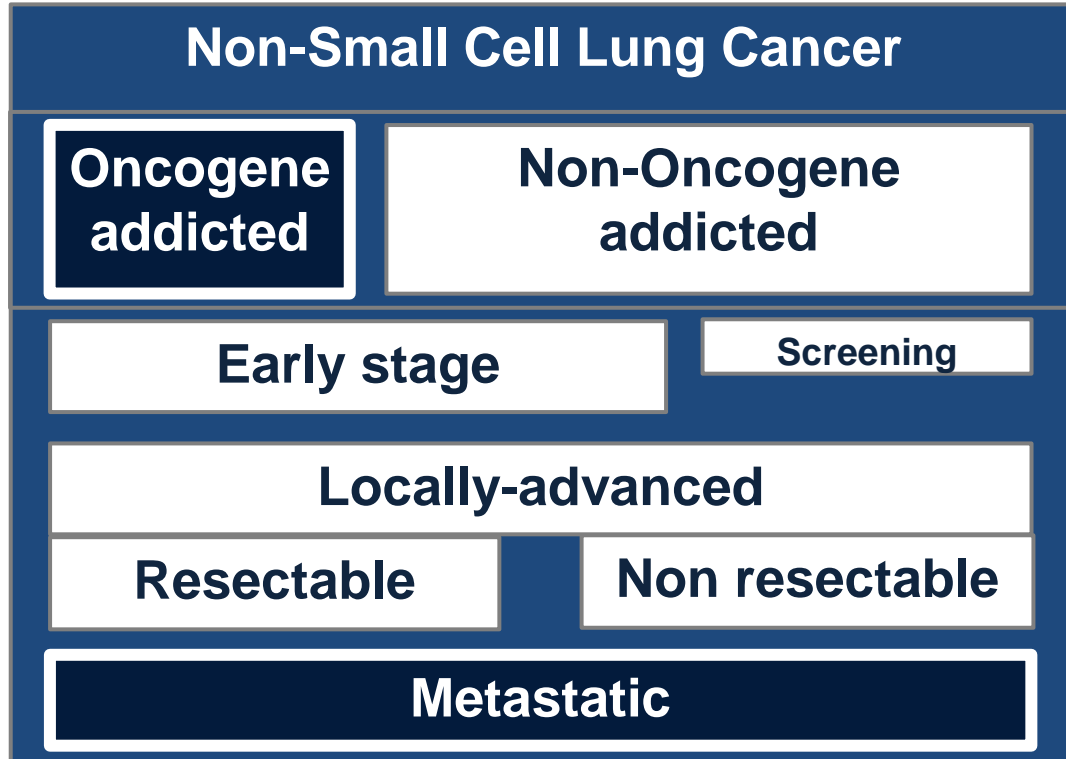 Non-Small Cell Lung Cancer
Oncogene
addicted
Non-Oncogene
addicted
Early stage
Screening
Locally-advanced
Resectable
Non resectable
Metastatic